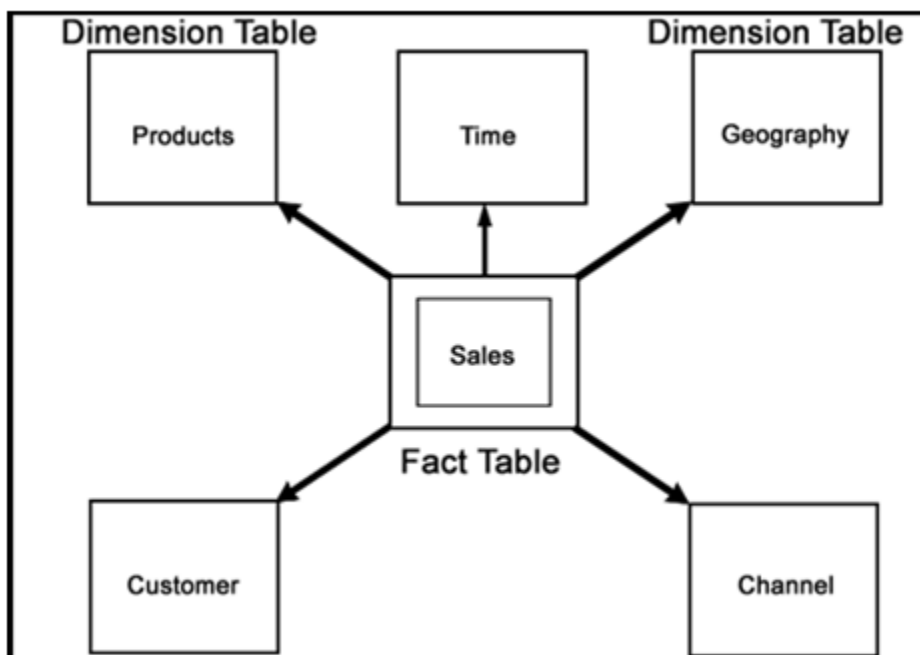 Dimension Table
Dimension Table
Products
Time
Geography
Sales
Fact Table
Customer
Channel